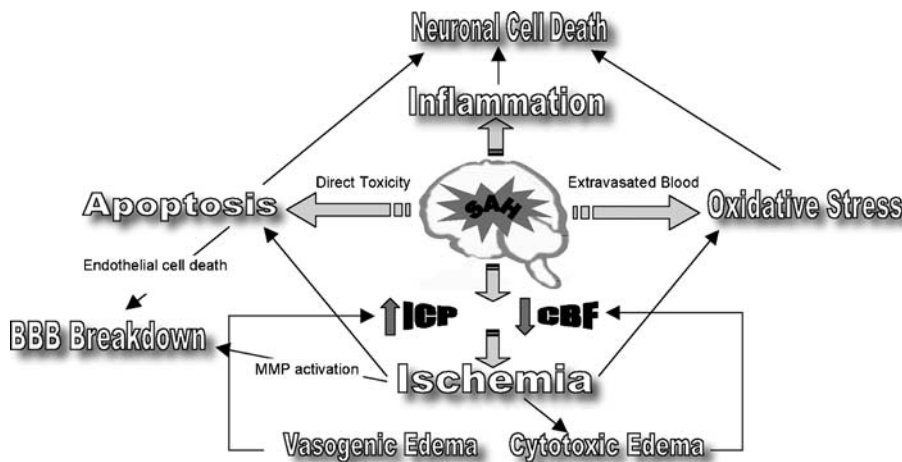 Neuronal Cell Death
Inflammation
Direct Toxicity
Extravasated Blood
Apoptosis
SAH
Oxidative Stress
Endothelial cell death
ICP
CBF
BBB Breakdown
MMP activation
Ischemia
Vasogenic Edema
Cytotoxic Edema